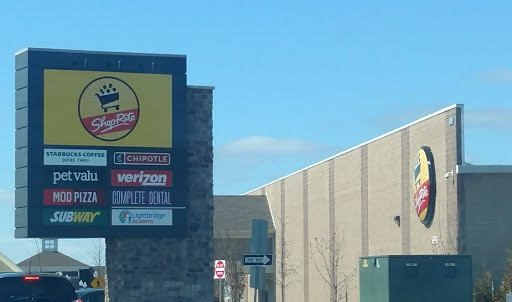 ShopRite
STARBUCKS COFFEE
DRIVE THRU
CHIPOTLE
pet valu
verizon
MOD PIZZA
COMPLETE DENTAL
SUBWAY
Lightbridge
Academy
ShopRite
ONE WAY